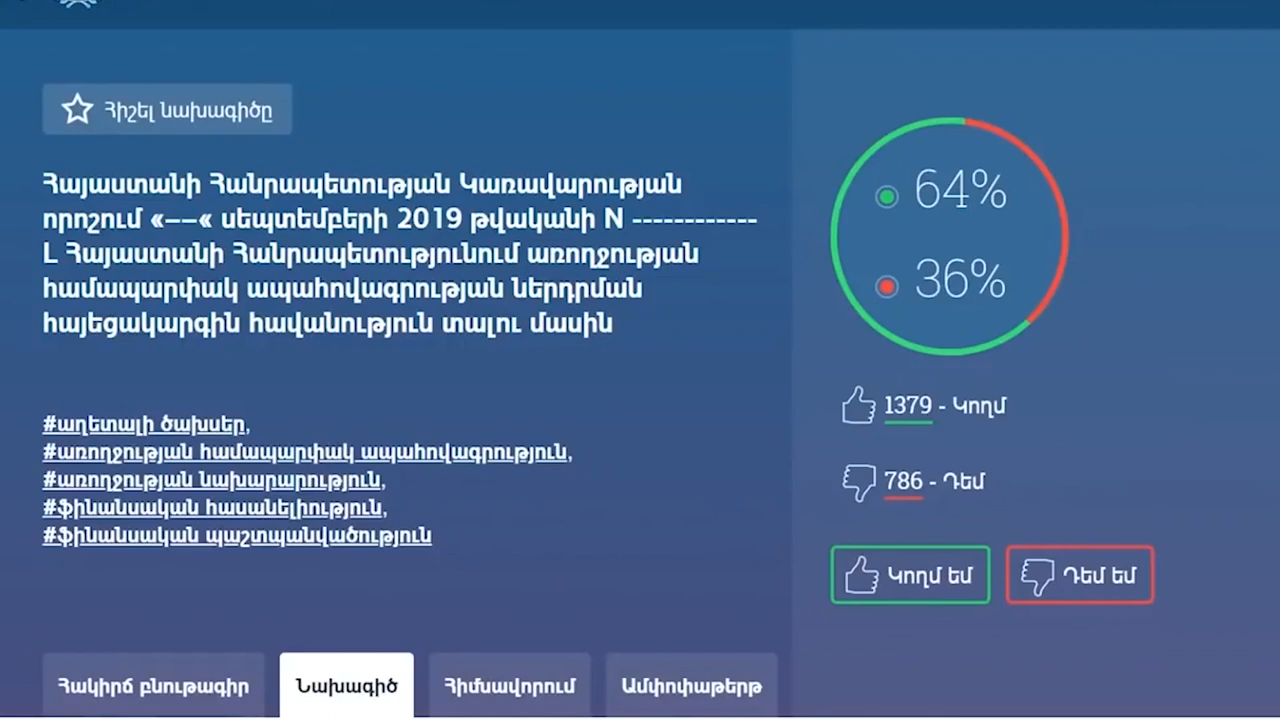 Հիշել նախագիծը
Հայաստանի Հանրապետության Կառավարության
որոշում «––« սեպտեմբերի 2019 թվականի N ------------
L Հայաստանի Հանրապետությունում առողջության
համապարփակ ապահովագրության ներդրման
հայեցակարգին հավանություն տալու մասին
#աղետալի ծախսեր,
#առողջության համապարփակ ապահովագրություն,
#առողջության նախարարություն,
#ֆինանսական հասանելիություն,
#ֆինանսական պաշտպանվածություն
64%
36%
1379 - Կողմ
786 - Դեմ
Կողմ եմ
Դեմ եմ
Հակիրճ բնութագիր
Նախագիծ
Հիմնավորում
Ամփոփաթերթ